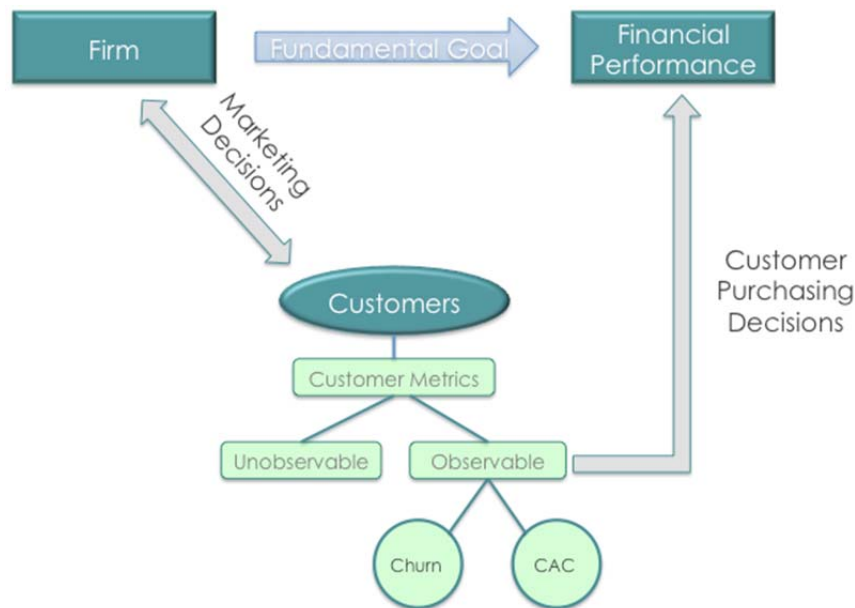 Firm
Fundamental Goal
Financial
Performance
Marketing
Decisions
Customers
Customer
Purchasing
Decisions
Customer Metrics
Unobservable
Observable
Churn
CAC